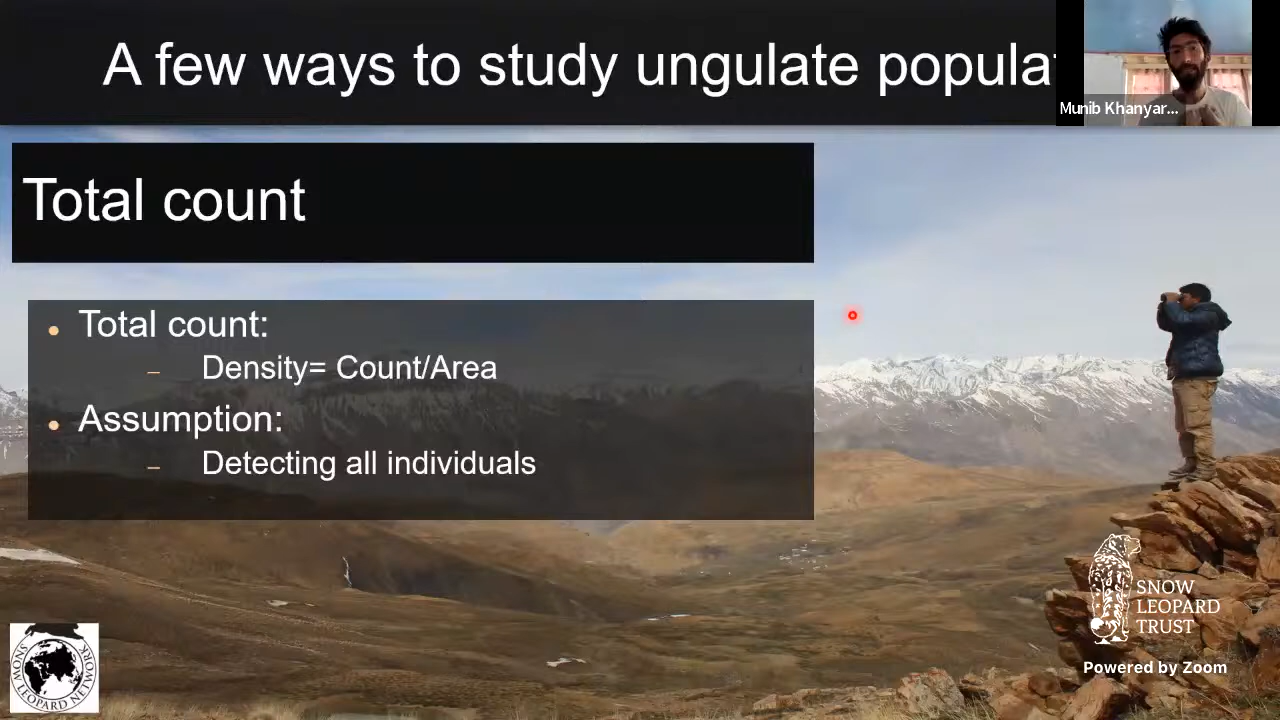 A few ways to study ungulate populat
Munib Khanyar...
Total count
Total count:
Density= Count/Area
Assumption:
Detecting all individuals
SNOW
LEOPARD
TRUST
Powered by Zoom
SNOW LEOPARD NETWORK